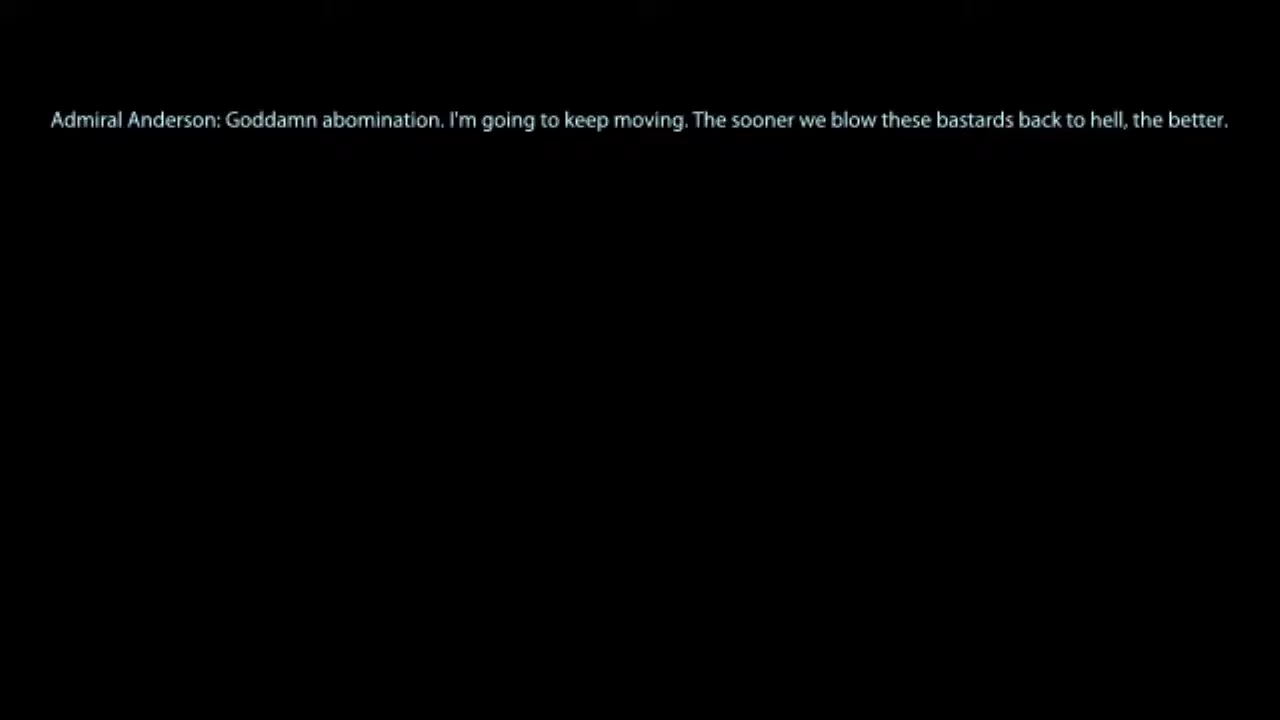 Admiral Anderson: Goddamn abomination. I'm going to keep moving. The sooner we blow these bastards back to hell, the better.